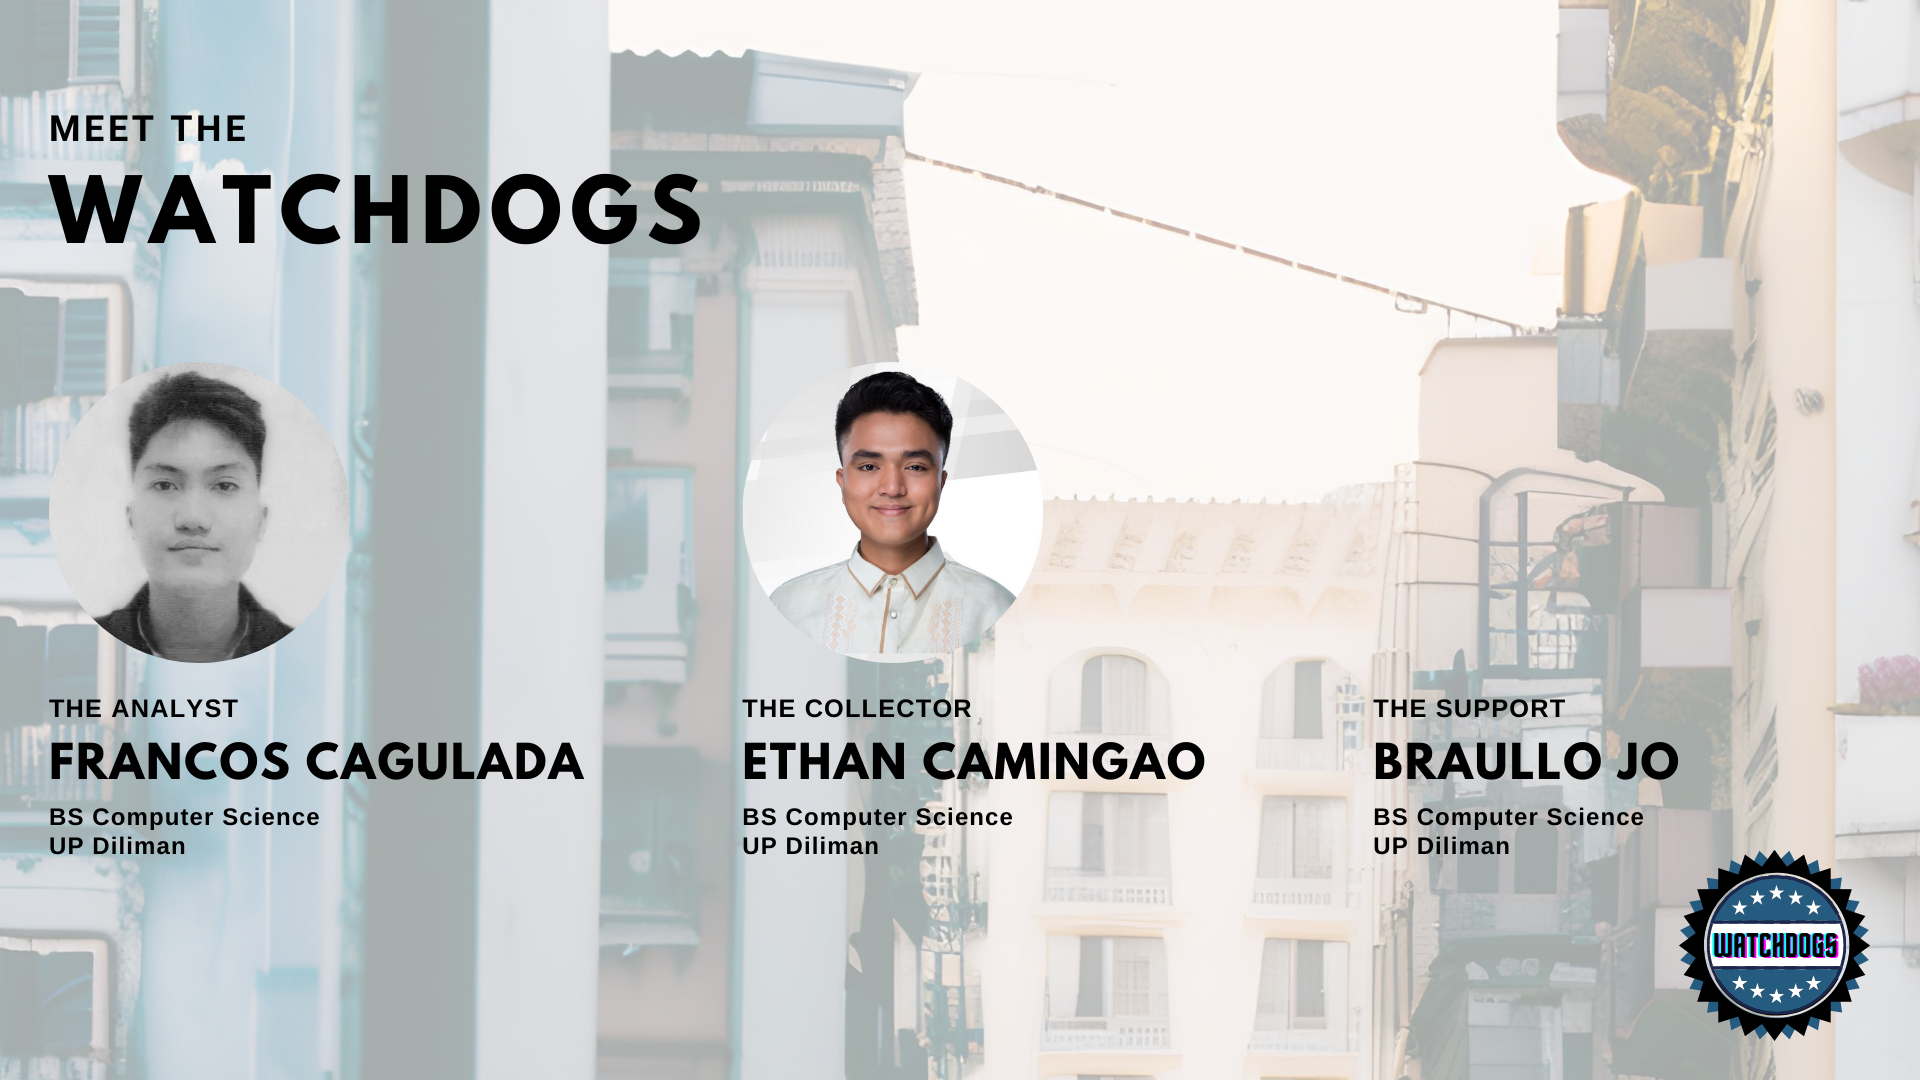 MEET THE
WATCHDOGS
THE ANALYST
FRANCOS CAGULADA
BS Computer Science
UP Diliman
THE COLLECTOR
ETHAN CAMINGAO
BS Computer Science
UP Diliman
THE SUPPORT
BRAULLO JO
BS Computer Science
UP Diliman
WATCHDOGS